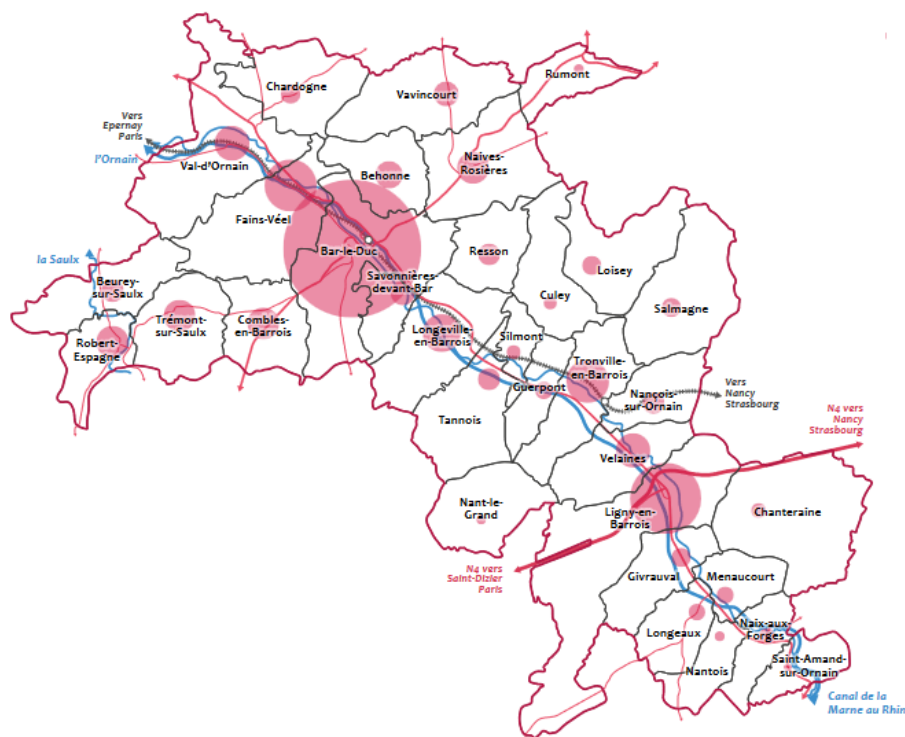 Chardogne
Rumont
Vavincourt
Vers
Epernay
Paris
l'Ornain
Val-d'Ornain
Naives-
Rosières
Behonne
Fains-Véel
Bar-le-Duc
Resson
la Saulx
Loisey
Beurey-
sur-Saulx
Savonnières-
devant-Bar
Culey
Salmagne
Trémont-
sur-Saulx
Combles-
en-Barrois
Longeville-
en-Barrois
Silmont
Robert-
Espagne
Tronville-
en-Barrois
Guerpont
Vers
Nancy
Strasbourg
Nançois-
sur-Ornain
N4 vers
Nancy
Strasbourg
Tannois
Velaines
Nant-le-
Grand
Ligny-en-
Barrois
Chanteraine
N4 vers
Saint-Dizier
Paris
Givrauval
Menaucourt
Longeaux
Naix-aux-
Forges
Nantois
Saint-Amand-
sur-Ornain
Canal de la
Marne au Rhin